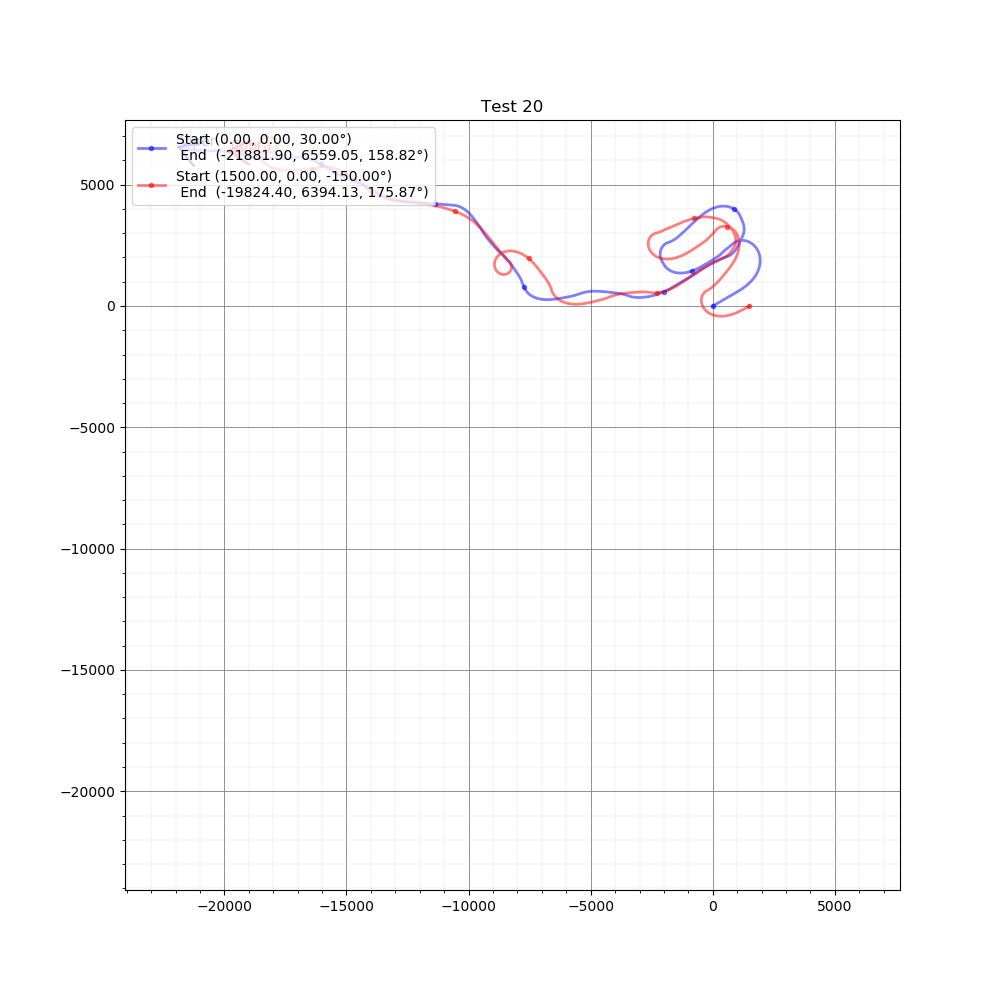 Test 20
Start (0.00, 0.00, 30.00°)
End (-21881.90, 6559.05, 158.82°)
Start (1500.00, 0.00, -150.00°)
End (-19824.40, 6394.13, 175.87°)
5000
0
−5000
−10000
−15000
−20000
−20000 −15000 −10000 −5000 0 5000